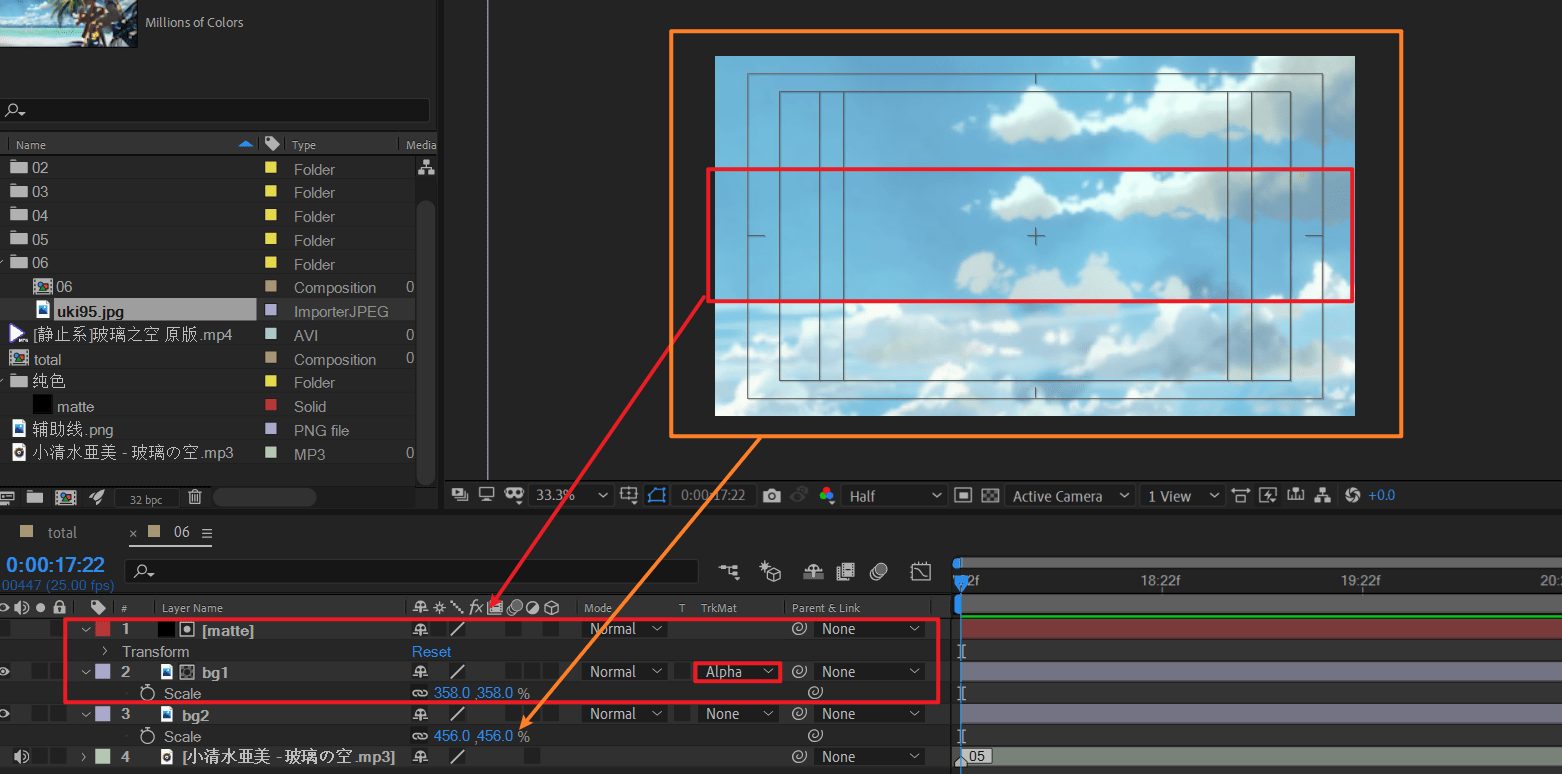 Millions of Colors
Name Type Media
02 Folder
03 Folder
04 Folder
05 Folder
06 Folder
06 Composition 0
uki95.jpg ImporterJPEG
[静止系]玻璃之空 原版.mp4 AVI 0
total Composition 0
纯色 Folder
matte Solid
辅助线.png PNG file
小清水亜美 - 玻璃の空.mp3 MP3 0
32 bpc
33.3% 0:00:17:22 Half Active Camera 1 View +0.0
total × 06
0:00:17:22
00447 (25.00 fps)
2f 18:22f 19:22f 20:
# Layer Name fx Mode T TrkMat Parent & Link
1 [matte] Normal None
Transform Reset
2 bg1 Normal Alpha None
Scale 358.0,358.0 %
3 bg2 Normal None None
Scale 456.0,456.0 %
4 [小清水亜美 - 玻璃の空.mp3] None 05